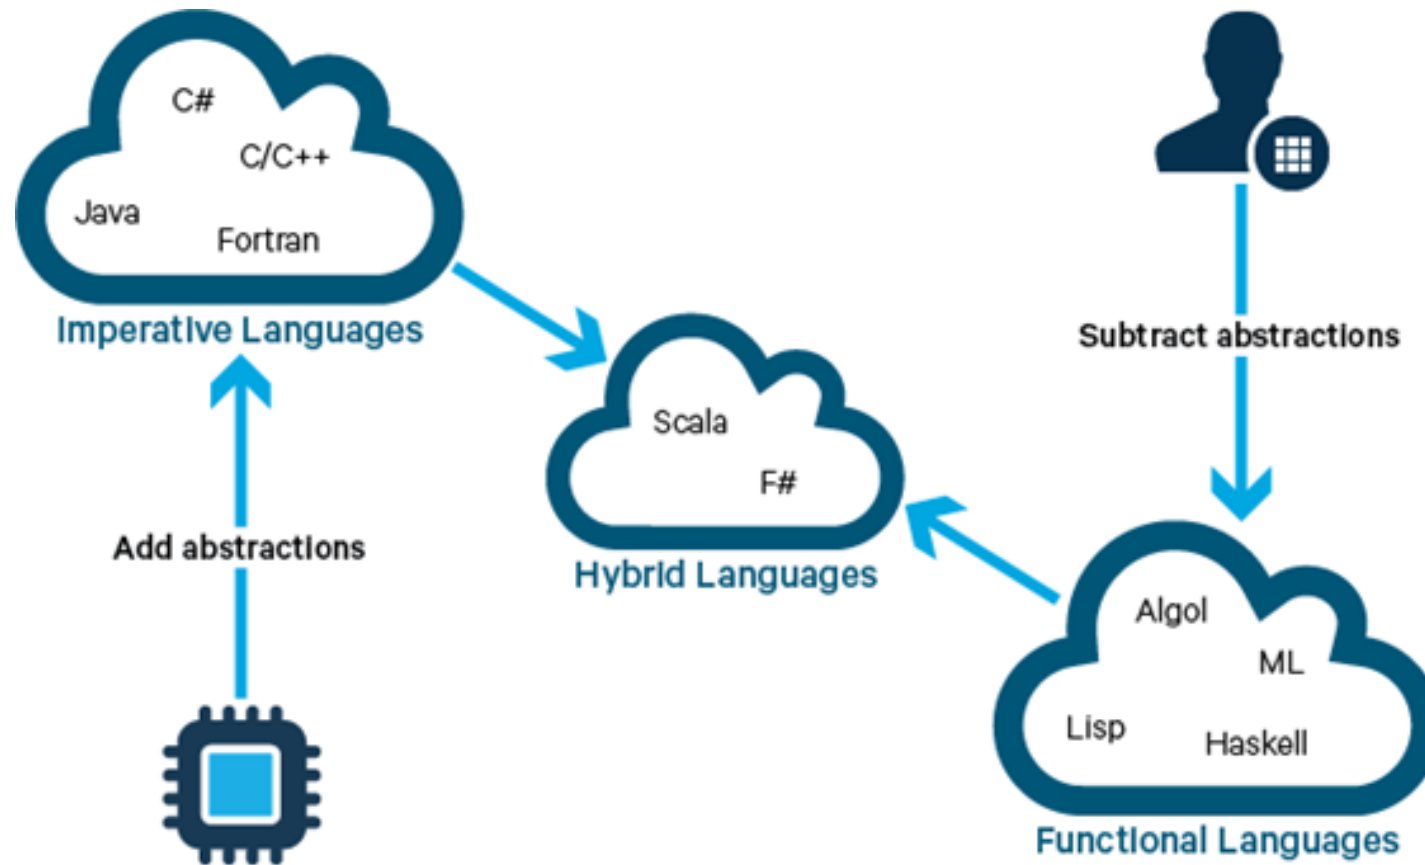 C#
C/C++
Java
Fortran
Imperative Languages
Add abstractions
Scala
F#
Hybrid Languages
Subtract abstractions
Algol
ML
Lisp
Haskell
Functional Languages